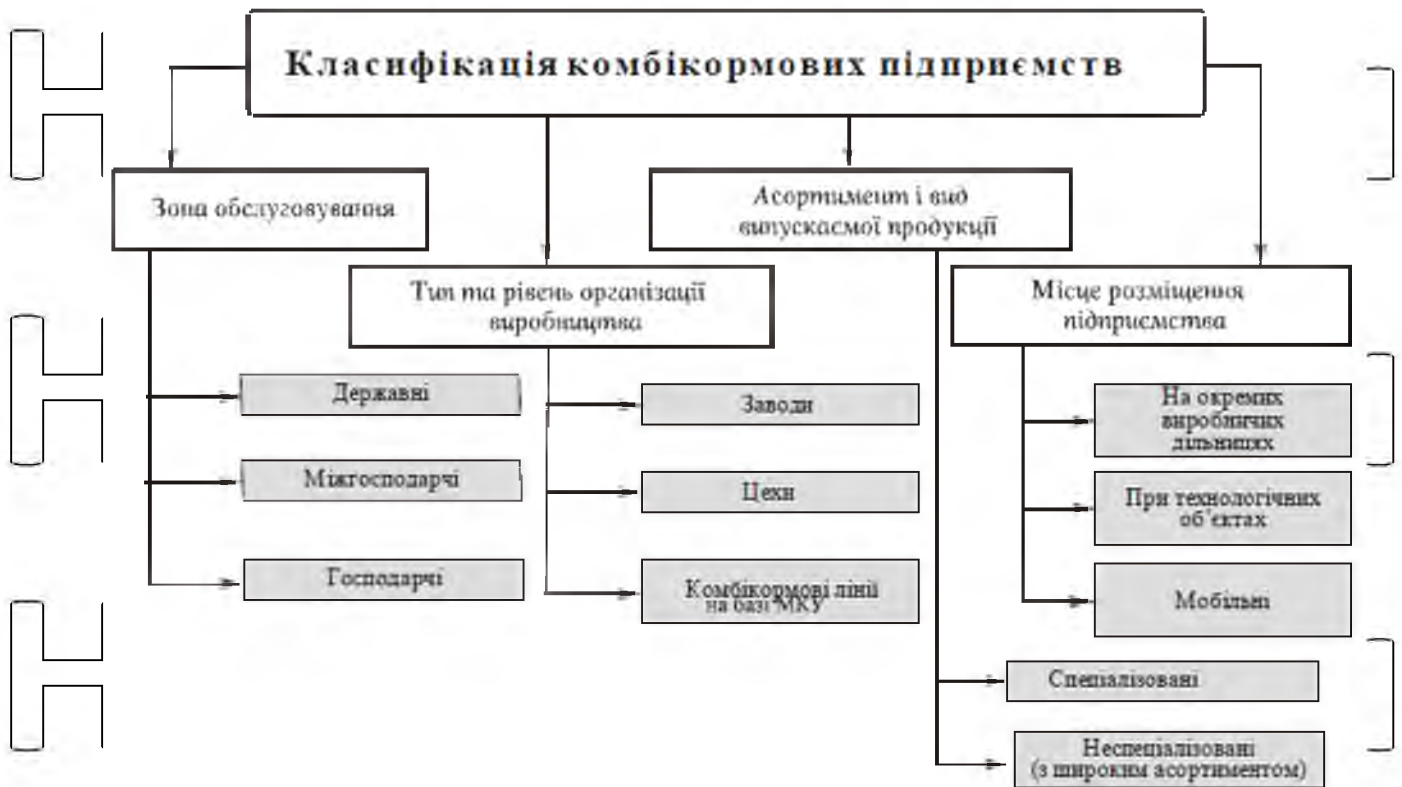 Класифікація комбікормових підприємств
Зона обслуговування
Асортимент і вид
випускаємої продукції
Тип та рівень організації
виробництва
Місце розміщення
підприємства
Державні
Міжгосподарчі
Господарчі
Заводи
Цехи
Комбікормові лінії
на базі МКУ
На окремих
виробничих
дільницях
При технологічних
об’єктах
Мобільні
Спеціалізовані
Неспеціалізовані
(з широким асортиментом)